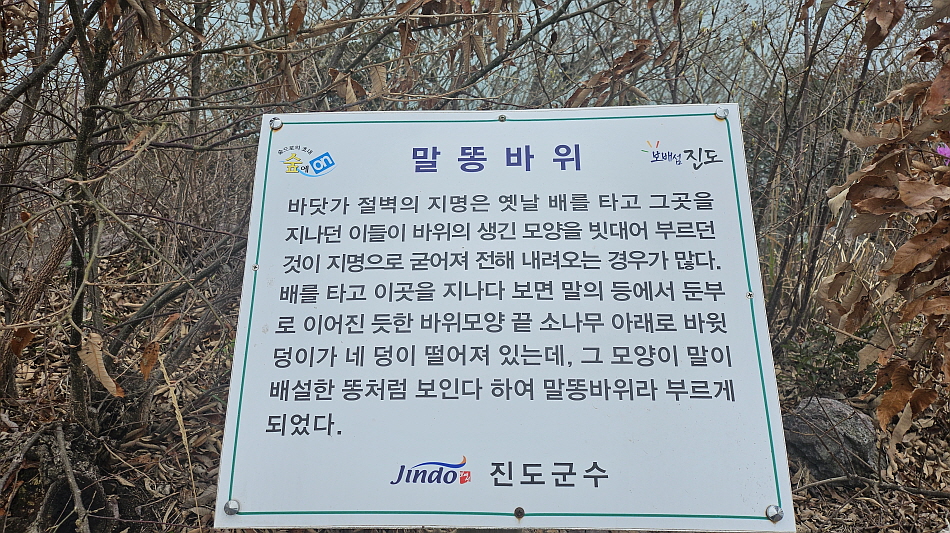 숲으로의 초대
숲에on
말똥바위
보배섬 진도
바닷가 절벽의 지명은 옛날 배를 타고 그곳을
지나던 이들이 바위의 생긴 모양을 빗대어 부르던
것이 지명으로 굳어져 전해 내려오는 경우가 많다.
배를 타고 이곳을 지나다 보면 말의 등에서 둔부
로 이어진 듯한 바위모양 끝 소나무 아래로 바윗
덩이가 네 덩이 떨어져 있는데, 그 모양이 말이
배설한 똥처럼 보인다 하여 말똥바위라 부르게
되었다.
Jindo 진도군수